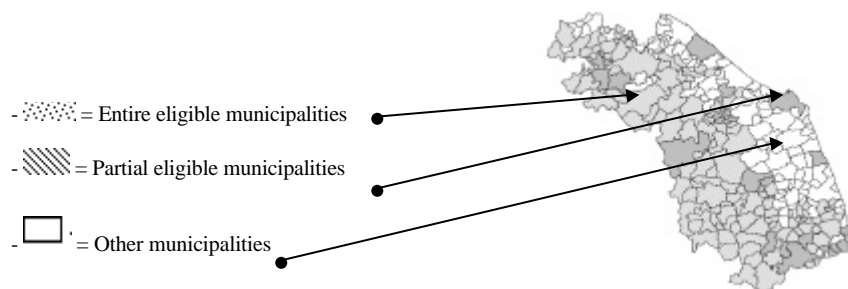 - = Entire eligible municipalities
- = Partial eligible municipalities
- = Other municipalities